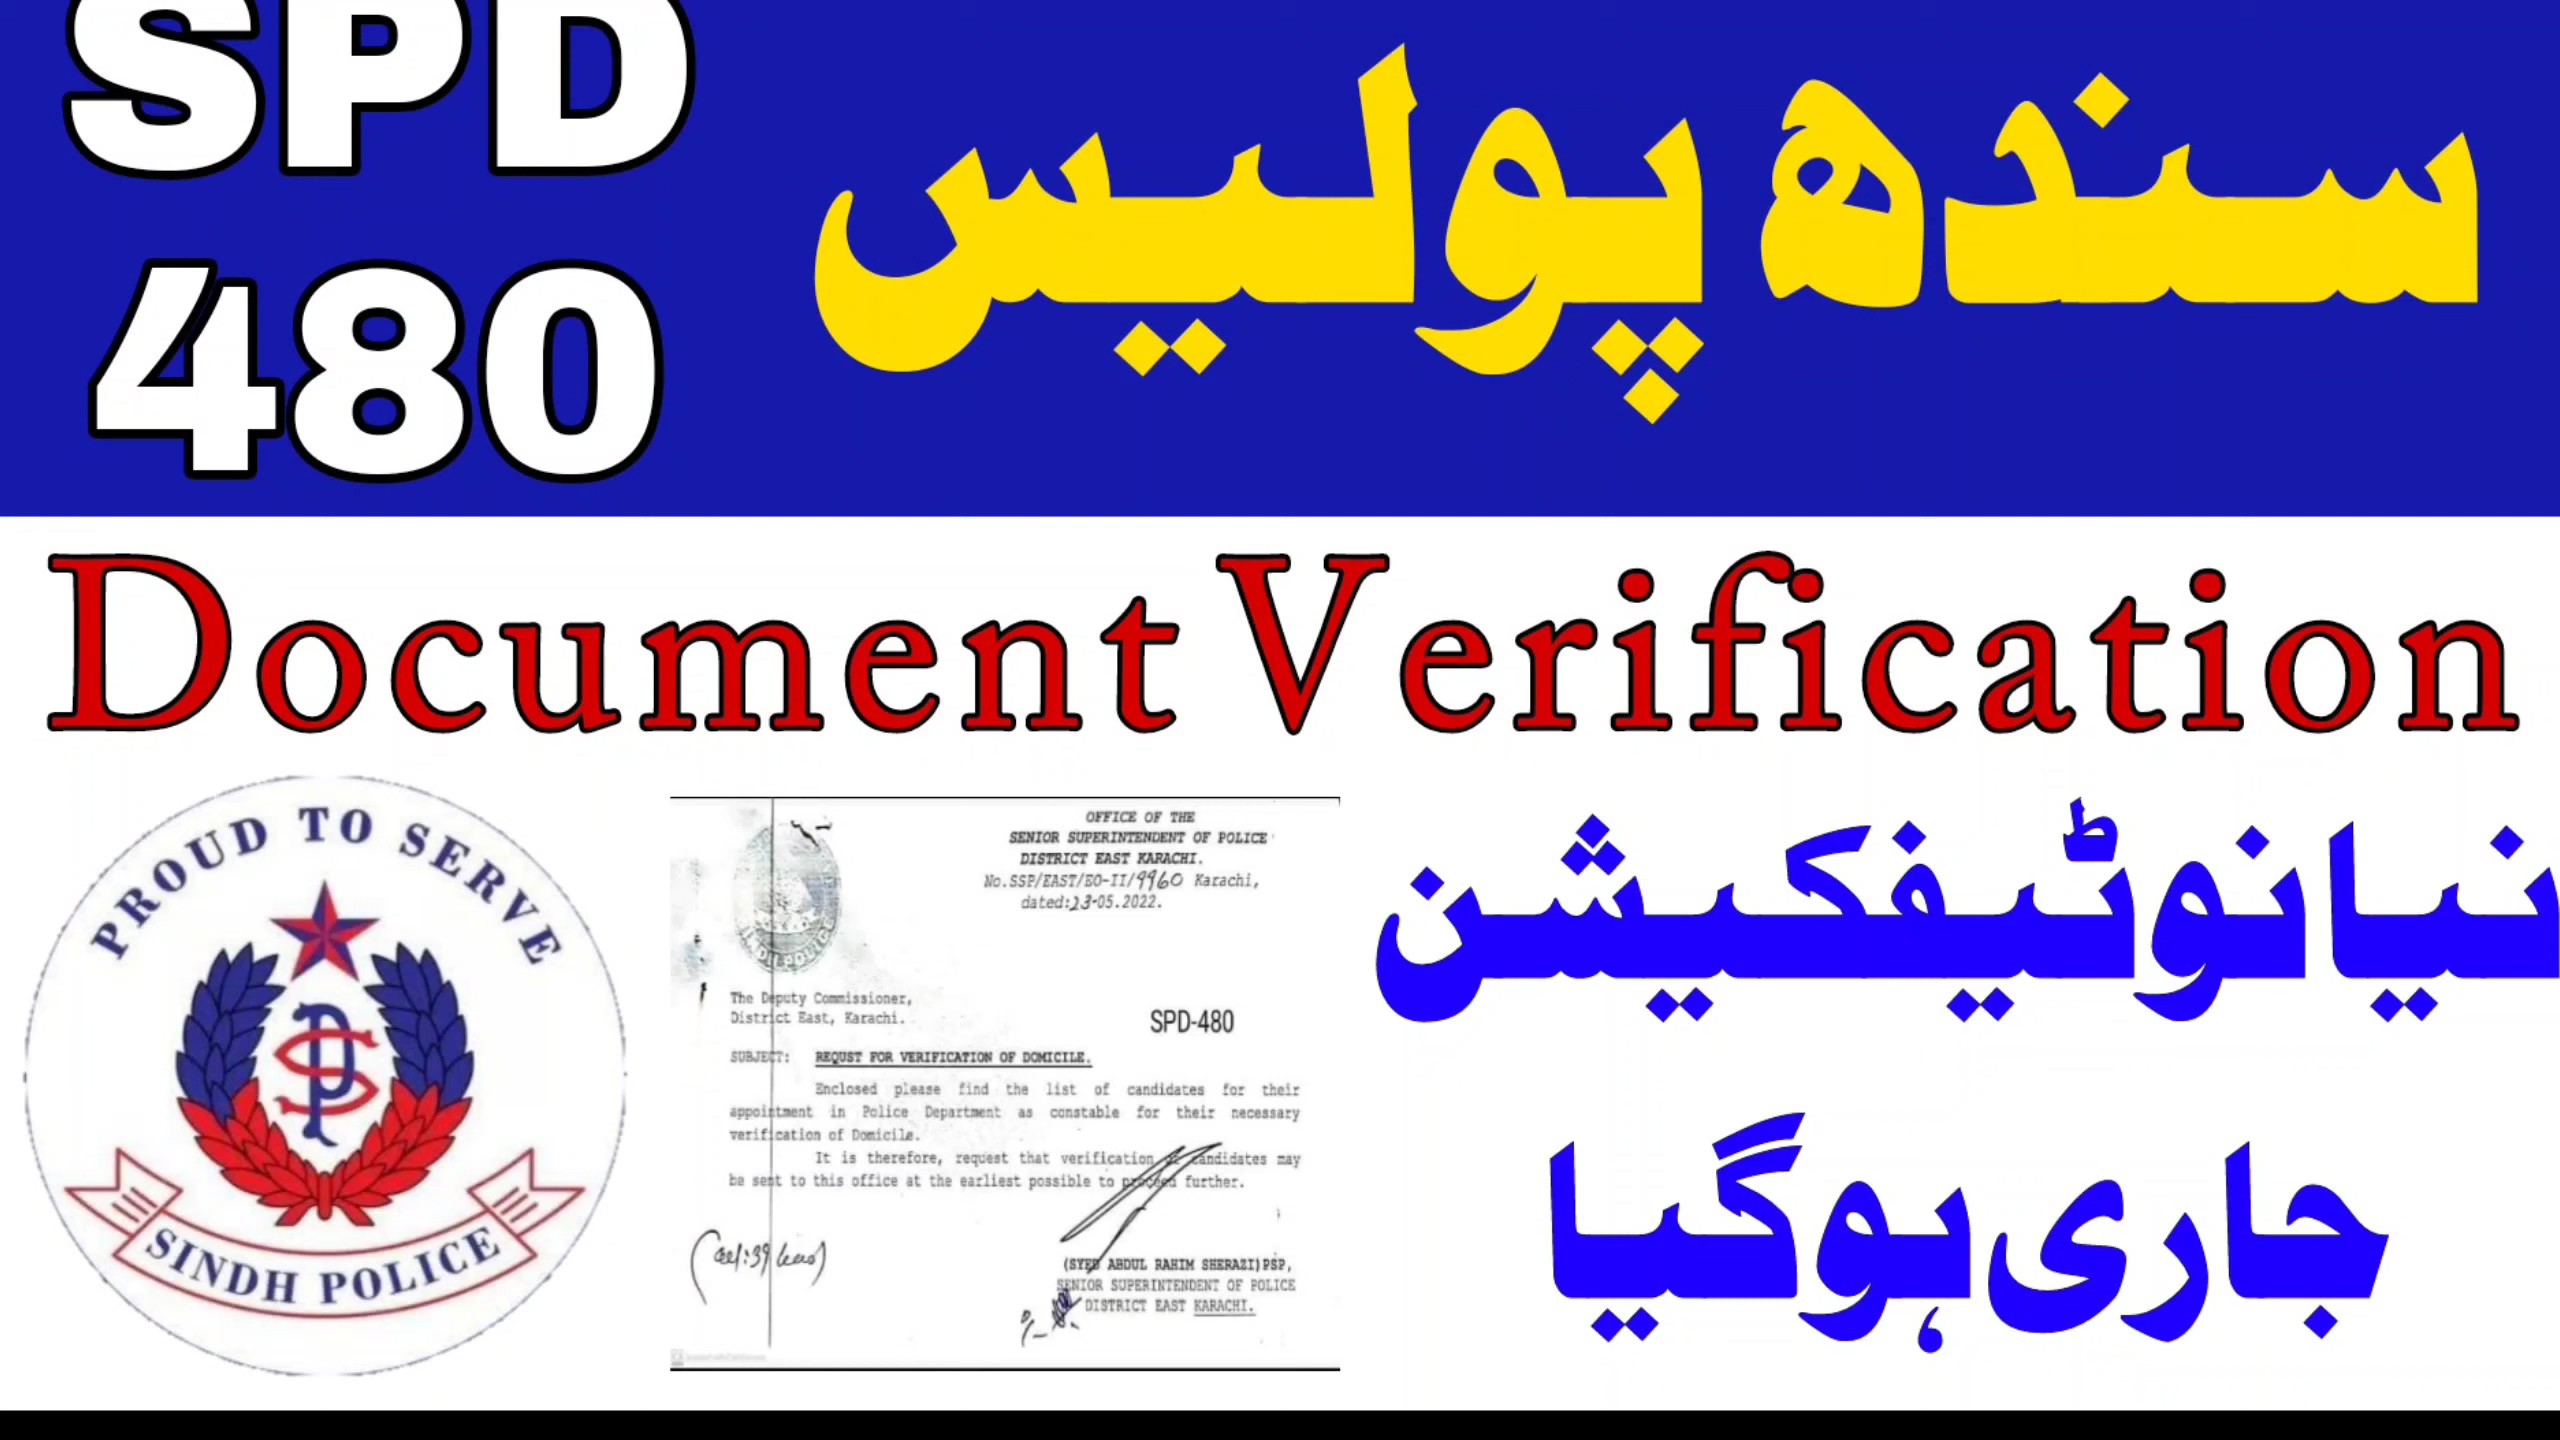 SPD
480
سندھ پولیس
Document Verification
PROUD TO SERVE
SINDH POLICE
OFFICE OF THE
SENIOR SUPERINTENDENT OF POLICE
DISTRICT EAST KARACHI.
No.SSP/EAST/EO-II/9960 Karachi,
dated:23-05.2022.
The Deputy Commissioner,
District East, Karachi.
SPD-480
SUBJECT: REQUST FOR VERIFICATION OF DOMICILE.
Enclosed please find the list of candidates for their
appointment in Police Department as constable for their necessary
verification of Domicile.
It is therefore, request that verification of candidates may
be sent to this office at the earliest possible to proceed further.
(SYED ABDUL RAHIM SHERAZI)PSP,
SENIOR SUPERINTENDENT OF POLICE
DISTRICT EAST KARACHI.
نیا نوٹیفکیشن
جاری ہوگیا